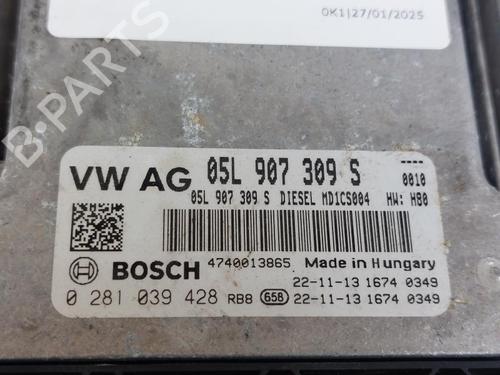 OK1|27/01/2025
VW AG 05L 907 309 S ----
05L 907 309 S DIESEL MD1CS004 HW: H80 0010
BOSCH 4740013865 Made in Hungary
22-11-13 1674 0349
0 281 039 428 RB8 658 22-11-13 1674 0349
B-PARTS